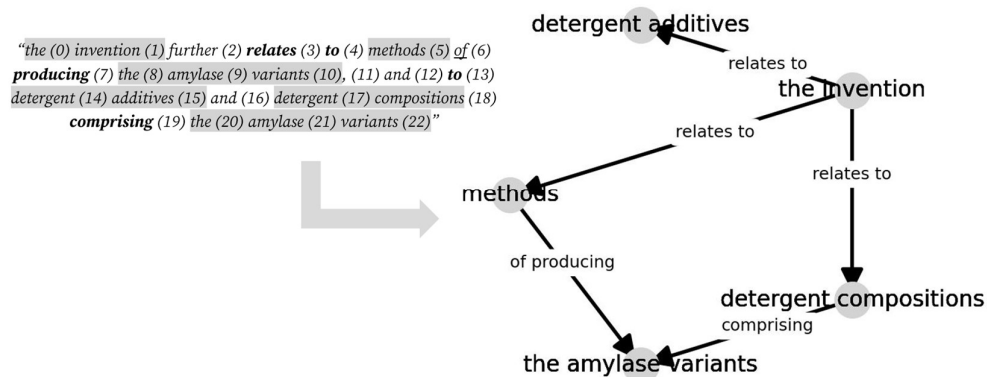 “the (0) invention (1) further (2) relates (3) to (4) methods (5) of (6)
producing (7) the (8) amylase (9) variants (10), (11) and (12) to (13)
detergent (14) additives (15) and (16) detergent (17) compositions (18)
comprising (19) the (20) amylase (21) variants (22)”
detergent additives
relates to
the invention
relates to
relates to
methods
of producing
detergent compositions
comprising
the amylase variants